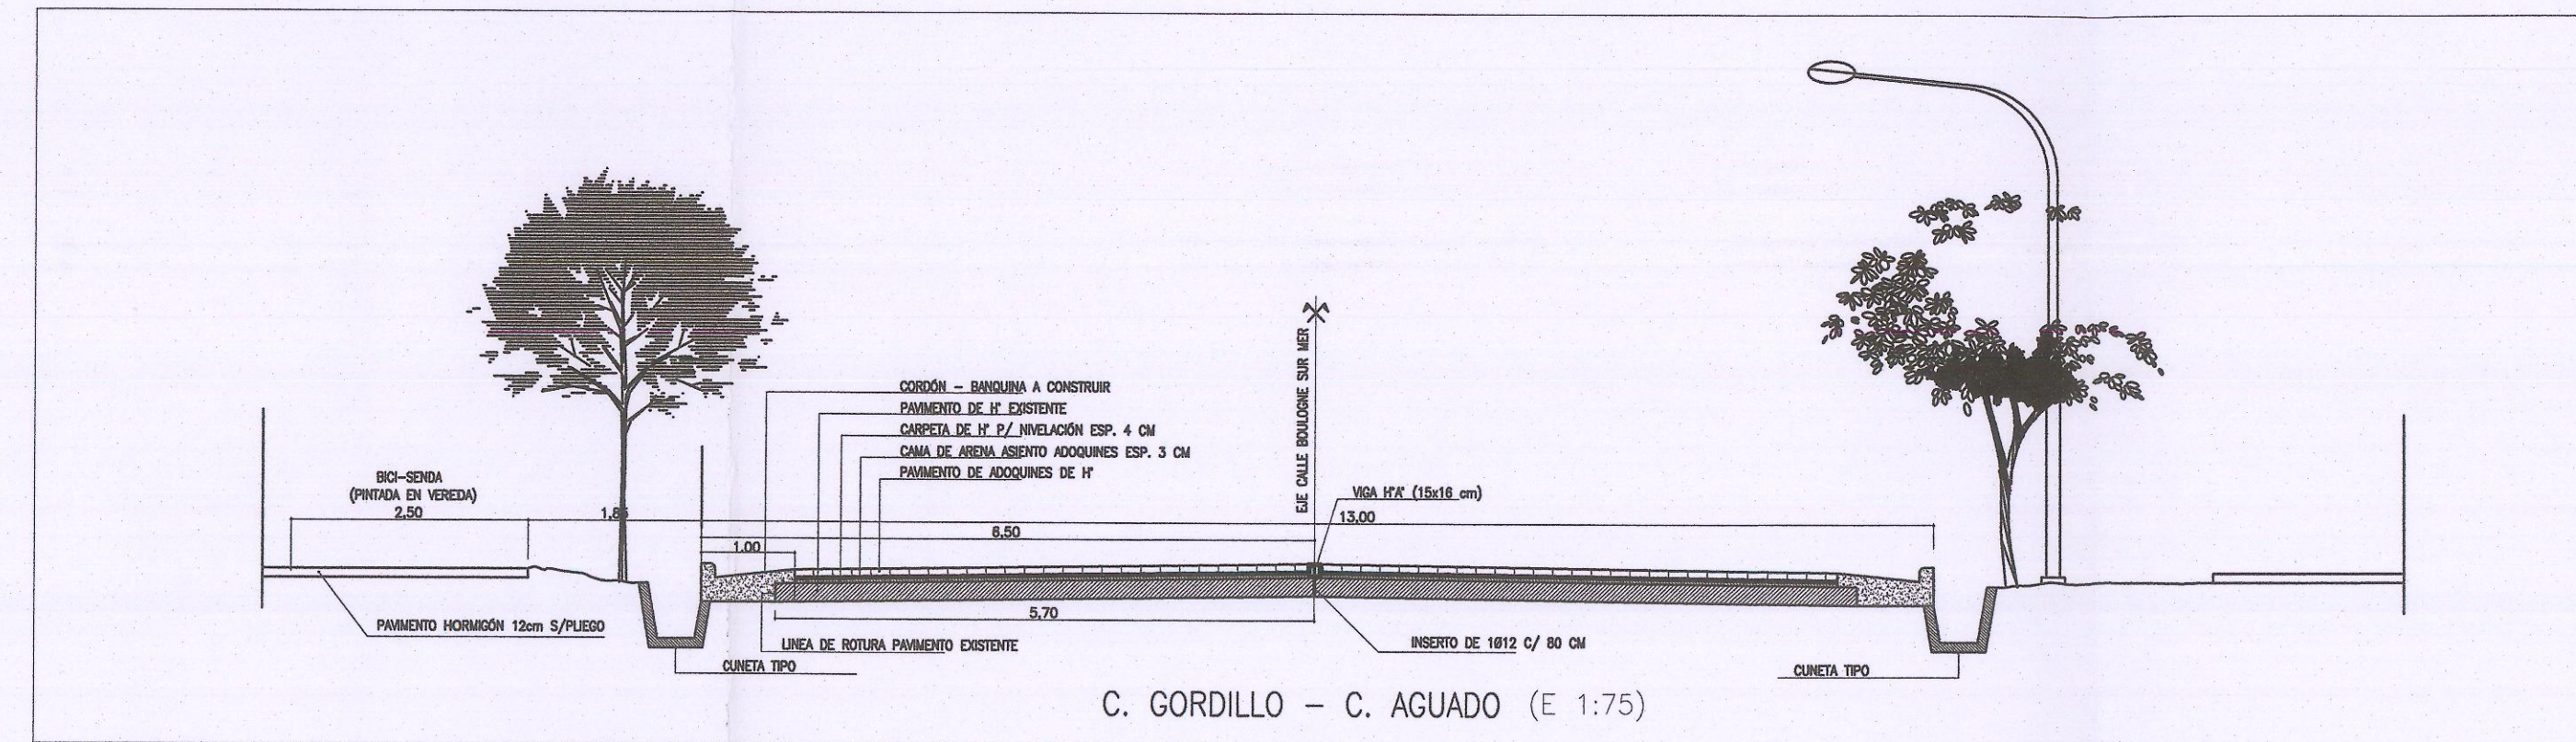 CORDÓN - BANQUINA A CONSTRUIR
PAVIMENTO DE H° EXISTENTE
CARPETA DE H° P/ NIVELACIÓN ESP. 4 CM
CAMA DE ARENA ASIENTO ADOQUINES ESP. 3 CM
PAVIMENTO DE ADOQUINES DE H°
EJE CALLE BOULOGNE SUR MER
BICI-SENDA
(PINTADA EN VEREDA)
2,50
1,85
VIGA H°A° (15x16 cm)
13,00
6,50
1,00
5,70
PAVIMENTO HORMIGÓN 12cm S/PLIEGO
LINEA DE ROTURA PAVIMENTO EXISTENTE
INSERTO DE 1Ø12 C/ 80 CM
CUNETA TIPO
CUNETA TIPO
C. GORDILLO - C. AGUADO (E 1:75)